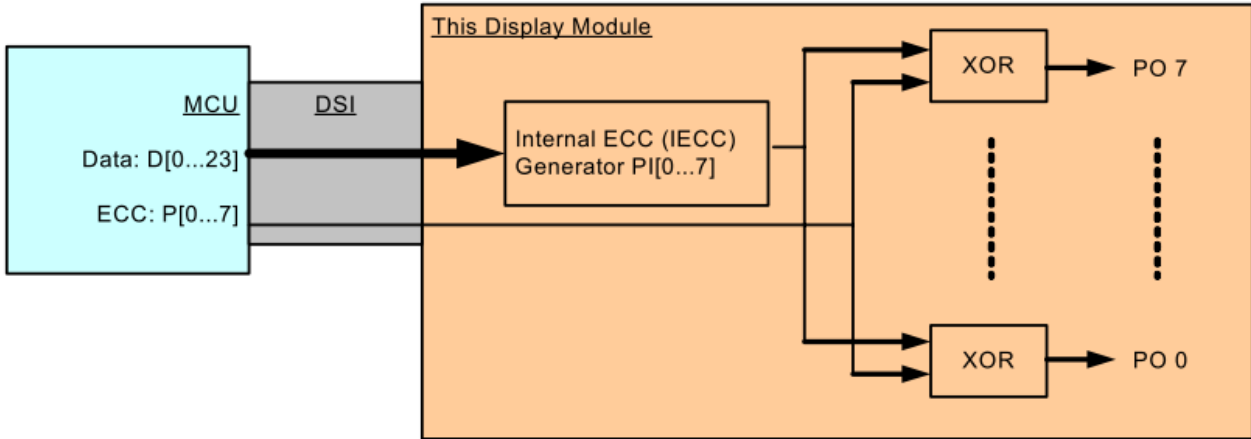 This Display Module
MCU
DSI
Data: D[0...23]
ECC: P[0...7]
Internal ECC (IECC)
Generator PI[0...7]
XOR
PO 7
XOR
PO 0